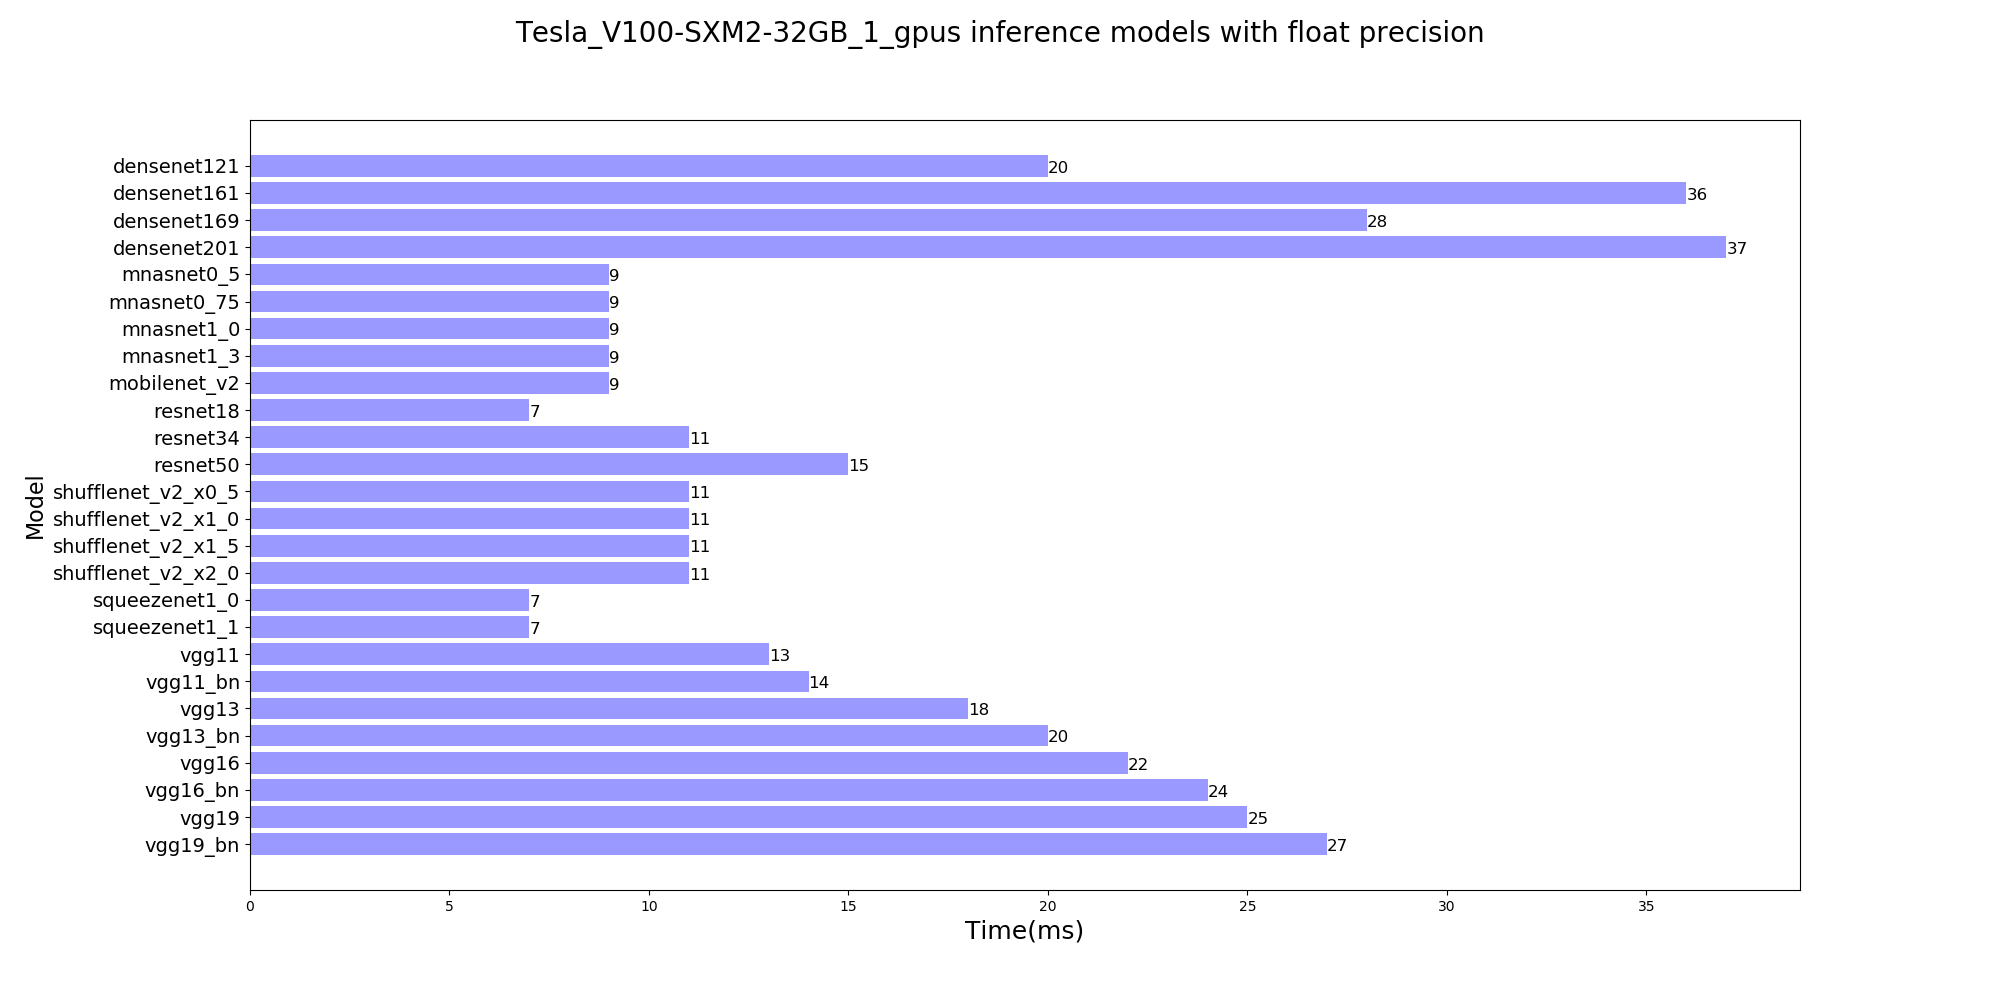 Tesla_V100-SXM2-32GB_1_gpus inference models with float precision
densenet121 20
densenet161 36
densenet169 28
densenet201 37
mnasnet0_5 9
mnasnet0_75 9
mnasnet1_0 9
mnasnet1_3 9
mobilenet_v2 9
resnet18 7
resnet34 11
resnet50 15
shufflenet_v2_x0_5 11
shufflenet_v2_x1_0 11
shufflenet_v2_x1_5 11
shufflenet_v2_x2_0 11
squeezenet1_0 7
squeezenet1_1 7
vgg11 13
vgg11_bn 14
vgg13 18
vgg13_bn 20
vgg16 22
vgg16_bn 24
vgg19 25
vgg19_bn 27
Model
0 5 10 15 20 25 30 35
Time(ms)